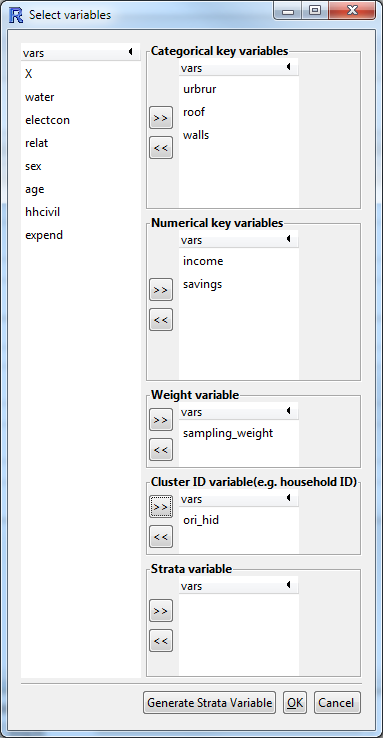 Select variables
vars
X
water
electcon
relat
sex
age
hhcivil
expend
Categorical key variables
vars
urbrur
roof
walls
>>
<<
Numerical key variables
vars
income
savings
>>
<<
Weight variable
vars
sampling_weight
>>
<<
Cluster ID variable(e.g. household ID)
vars
ori_hid
>>
<<
Strata variable
vars
>>
<<
Generate Strata Variable
OK
Cancel